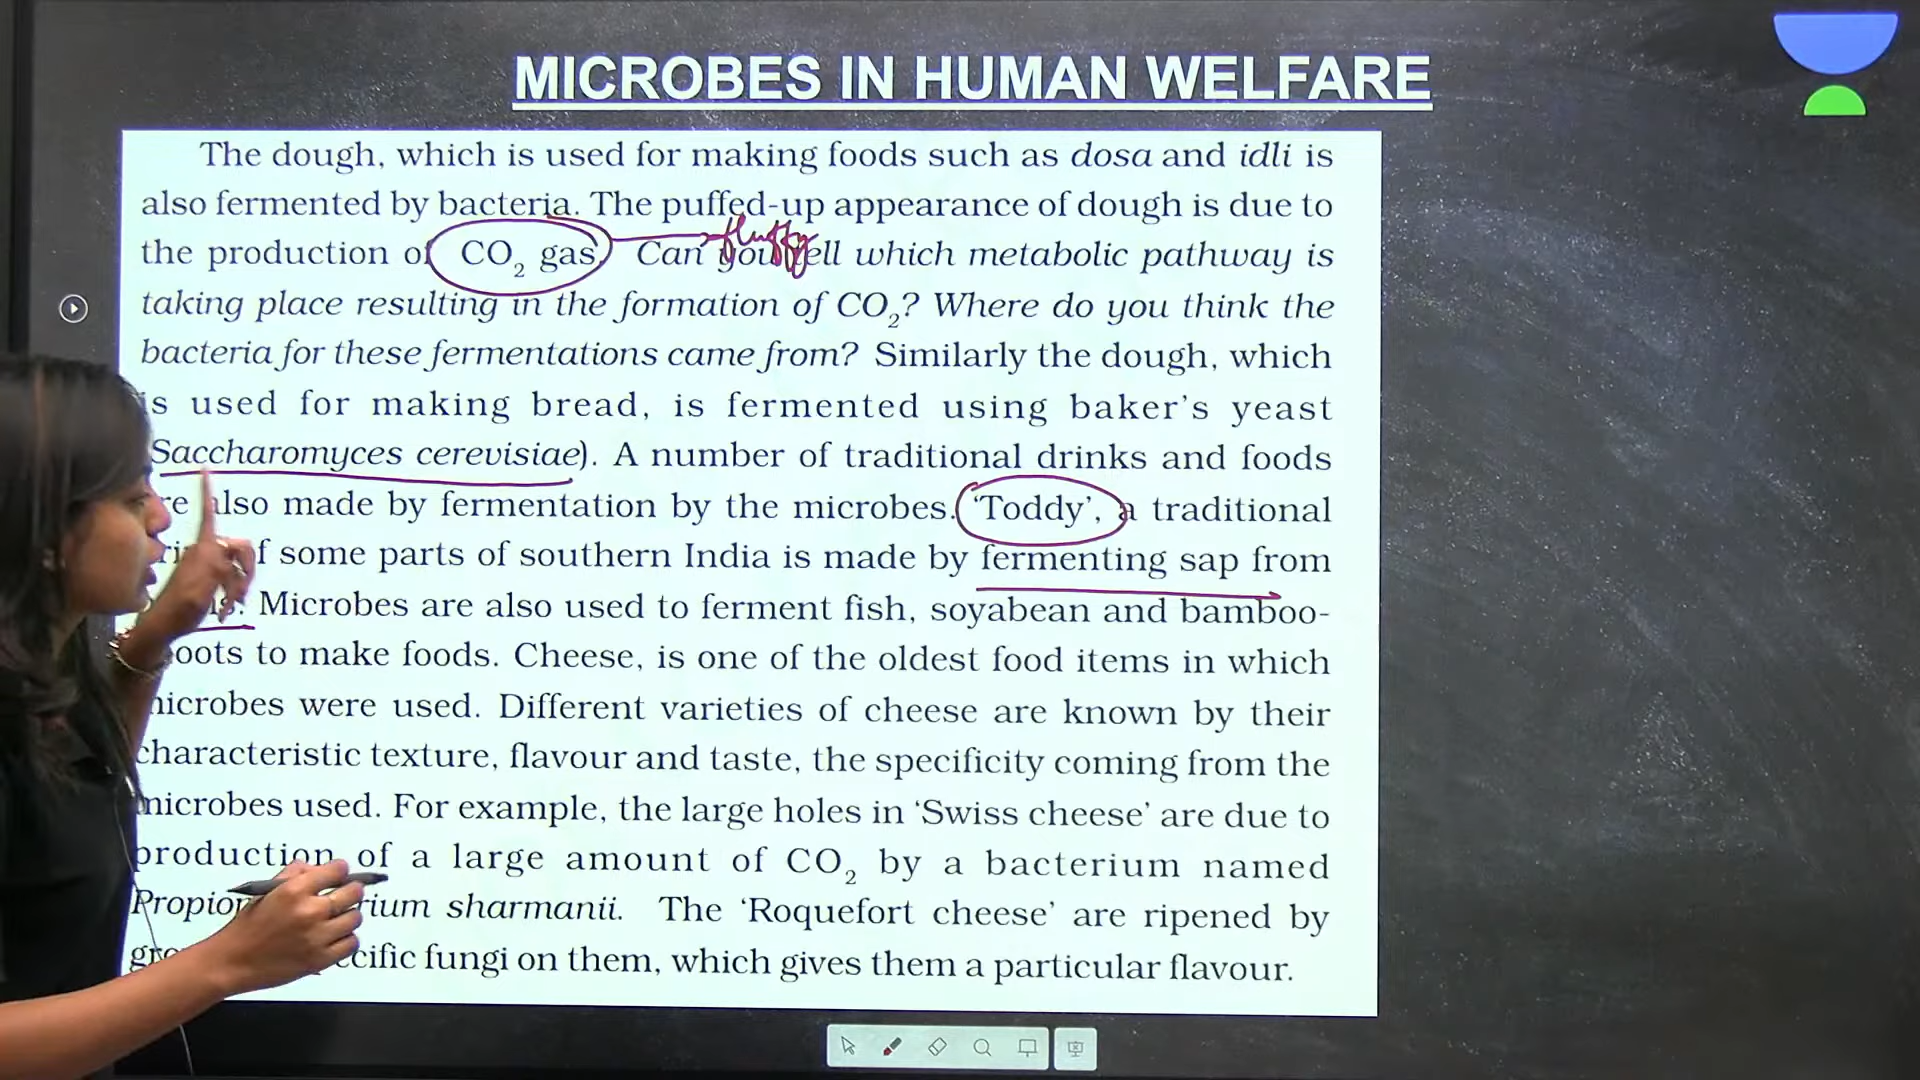 MICROBES IN HUMAN WELFARE
The dough, which is used for making foods such as dosa and idli is
also fermented by bacteria. The puffed-up appearance of dough is due to
fluffy
the production of CO₂ gas. Can you tell which metabolic pathway is
taking place resulting in the formation of CO₂? Where do you think the
bacteria for these fermentations came from? Similarly the dough, which
is used for making bread, is fermented using baker's yeast
Saccharomyces cerevisiae). A number of traditional drinks and foods
also made by fermentation by the microbes. ‘Toddy’, a traditional
of some parts of southern India is made by fermenting sap from
Microbes are also used to ferment fish, soyabean and bamboo-
to make foods. Cheese, is one of the oldest food items in which
microbes were used. Different varieties of cheese are known by their
characteristic texture, flavour and taste, the specificity coming from the
microbes used. For example, the large holes in ‘Swiss cheese’ are due to
production of a large amount of CO₂ by a bacterium named
sharmanii. The ‘Roquefort cheese’ are ripened by
fungi on them, which gives them a particular flavour.